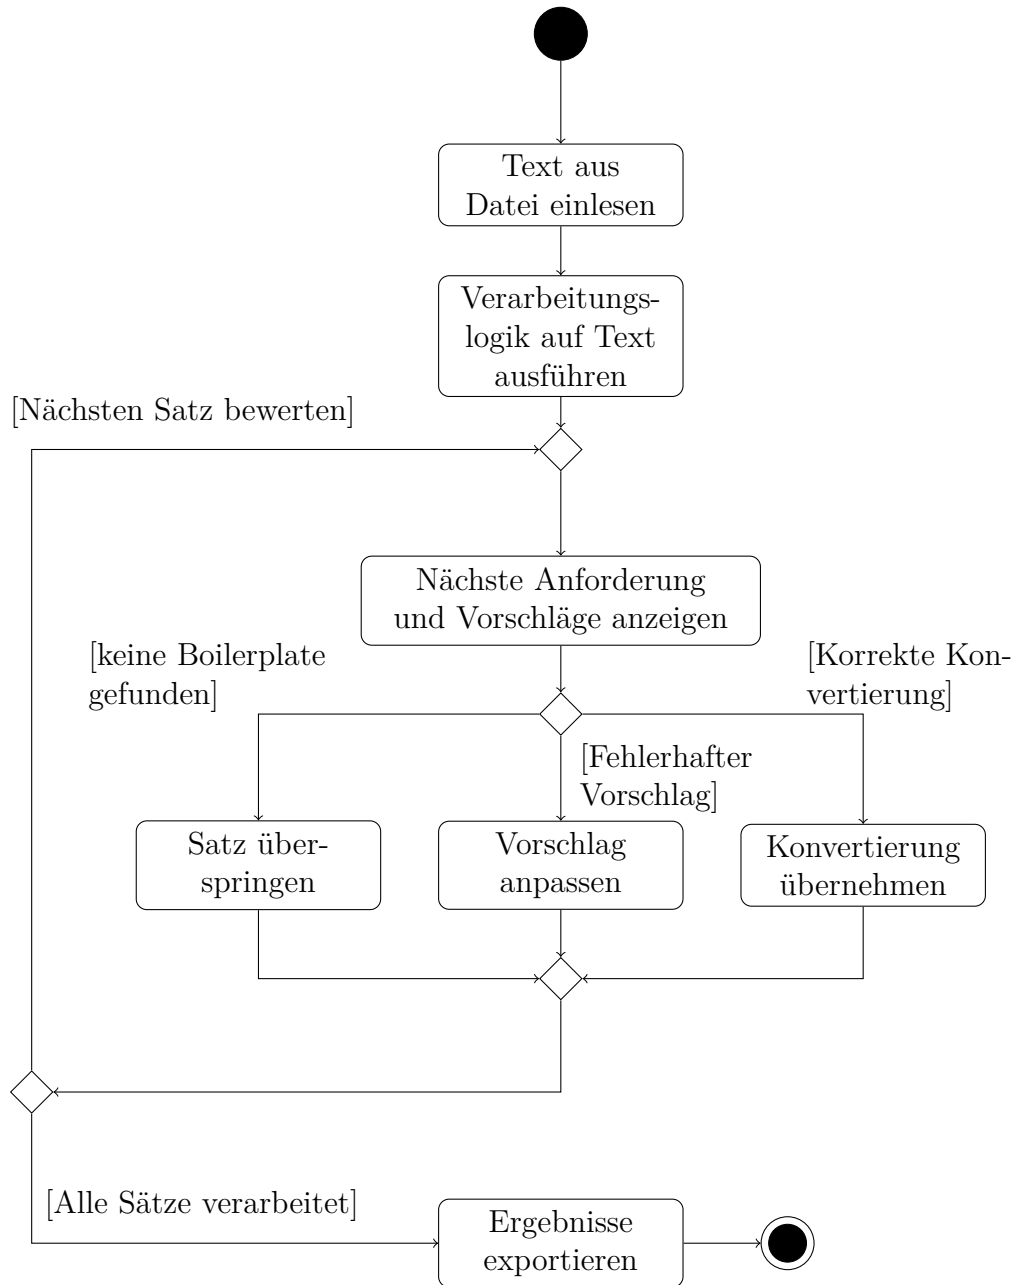 Text aus
Datei einlesen
Verarbeitungs-
logik auf Text
ausführen
[Nächsten Satz bewerten]
Nächste Anforderung
und Vorschläge anzeigen
[keine Boilerplate
gefunden]
[Korrekte Kon-
vertierung]
[Fehlerhafter
Vorschlag]
Satz über-
springen
Vorschlag
anpassen
Konvertierung
übernehmen
[Alle Sätze verarbeitet]
Ergebnisse
exportieren